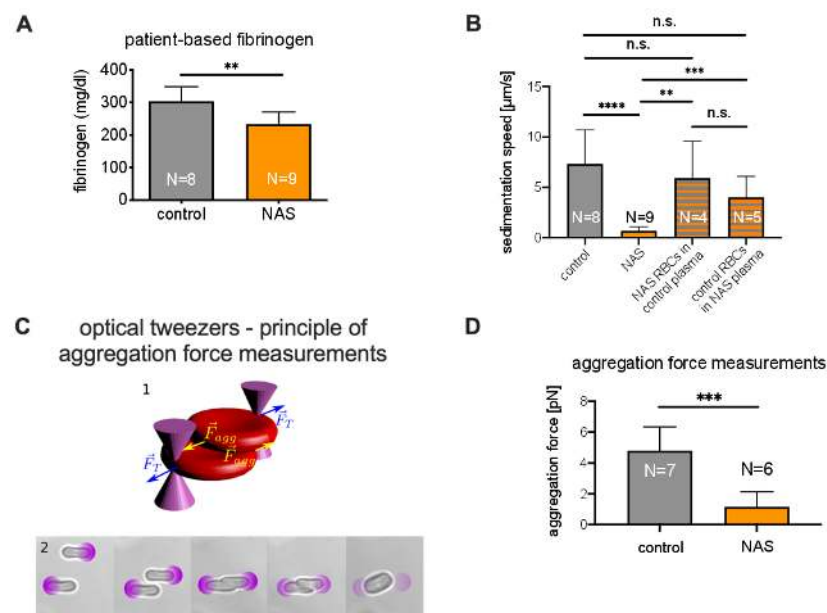 A
patient-based fibrinogen
**
fibrinogen (mg/dl)
400
300
200
100
0
N=8
N=9
control
NAS
B
n.s.
n.s.
***
****
**
n.s.
sedimentation speed [µm/s]
15
10
5
0
N=8
N=9
N=4
N=5
control
NAS
NAS RBCs in
control plasma
control RBCs
in NAS plasma
C
optical tweezers - principle of
aggregation force measurements
1
F_T
F_agg
F_agg
F_T
2
D
aggregation force measurements
***
aggregation force [pN]
8
6
4
2
0
N=7
N=6
control
NAS